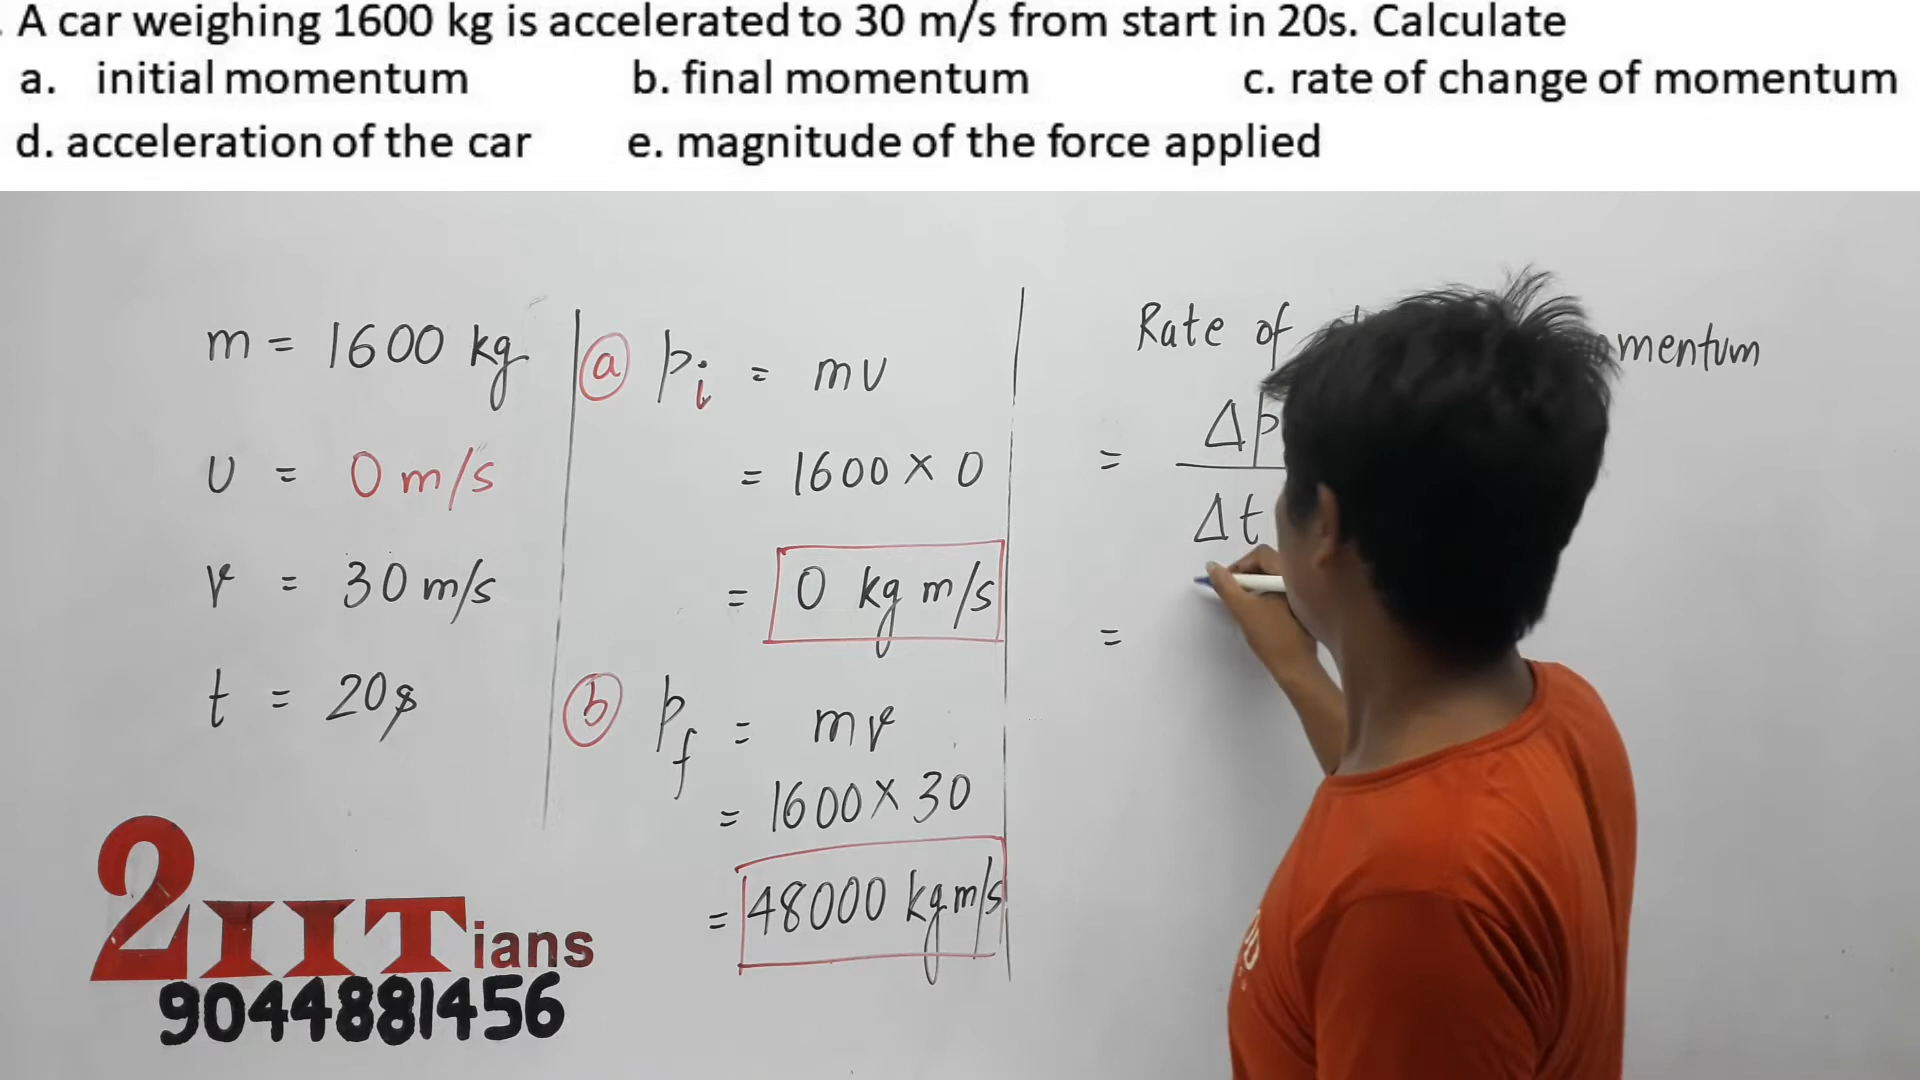 . A car weighing 1600 kg is accelerated to 30 m/s from start in 20s. Calculate
a. initial momentum b. final momentum c. rate of change of momentum
d. acceleration of the car e. magnitude of the force applied
m = 1600 kg
u = 0 m/s
v = 30 m/s
t = 20s
a pi = mu
= 1600 × 0
= 0 kg m/s
b pf = mv
= 1600 × 30
= 48000 kg m/s
Rate of
= Δp
Δt
=
2IITians
9044881456